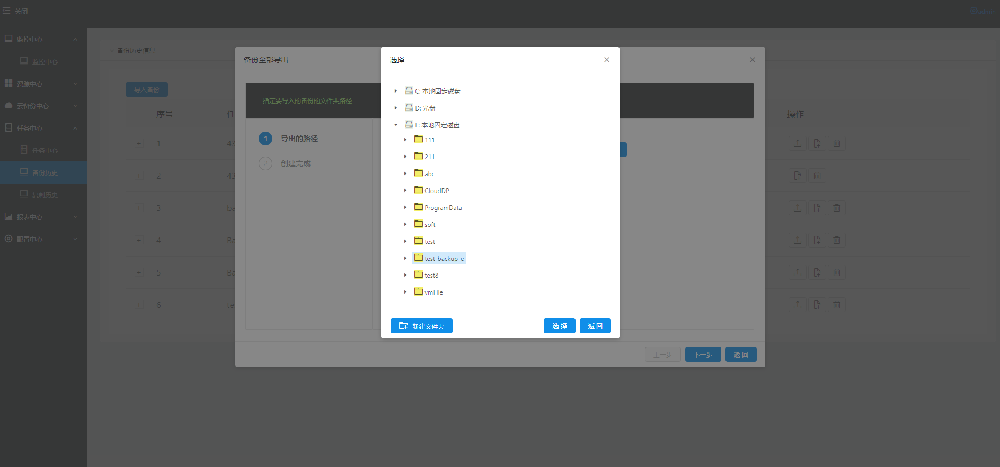 关闭
admin
监控中心
监控中心
资源中心
云备份中心
任务中心
任务中心
备份历史
复制历史
报表中心
配置中心
备份历史信息
导入备份
序号
任
操作
1
43
2
43
3
ba
4
Ba
5
Ba
6
te
备份全部导出
指定要导入的备份的文件夹路径
1
导出的路径
2
创建完成
上一步
下一步
返 回
选择
C: 本地固定磁盘
D: 光盘
E: 本地固定磁盘
111
211
abc
CloudDP
ProgramData
soft
test
test-backup-e
test8
vmFIle
新建文件夹
选 择
返 回